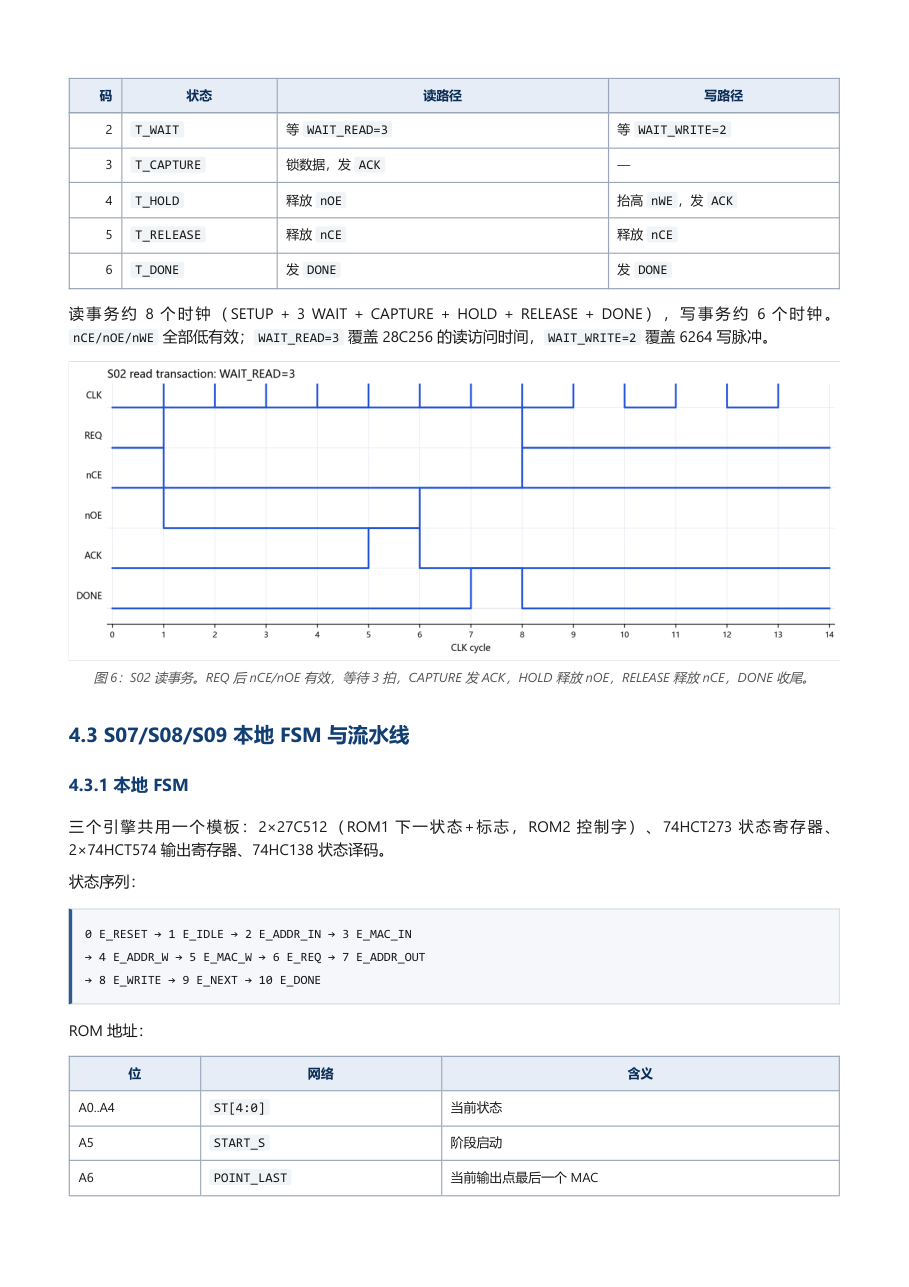 码 状态 读路径 写路径
2 T_WAIT 等 WAIT_READ=3 等 WAIT_WRITE=2
3 T_CAPTURE 锁数据，发 ACK —
4 T_HOLD 释放 nOE 抬高 nWE，发 ACK
5 T_RELEASE 释放 nCE 释放 nCE
6 T_DONE 发 DONE 发 DONE
读事务约 8 个时钟（SETUP + 3 WAIT + CAPTURE + HOLD + RELEASE + DONE），写事务约 6 个时钟。
nCE/nOE/nWE 全部低有效；WAIT_READ=3 覆盖 28C256 的读访问时间，WAIT_WRITE=2 覆盖 6264 写脉冲。
S02 read transaction: WAIT_READ=3
CLK
REQ
nCE
nOE
ACK
DONE
0 1 2 3 4 5 6 7 8 9 10 11 12 13 14
CLK cycle
图 6：S02 读事务。REQ 后 nCE/nOE 有效，等待 3 拍，CAPTURE 发 ACK，HOLD 释放 nOE，RELEASE 释放 nCE，DONE 收尾。
4.3 S07/S08/S09 本地 FSM 与流水线
4.3.1 本地 FSM
三个引擎共用一个模板：2×27C512（ROM1 下一状态+标志，ROM2 控制字）、74HCT273 状态寄存器、
2×74HCT574 输出寄存器、74HC138 状态译码。
状态序列：
0 E_RESET → 1 E_IDLE → 2 E_ADDR_IN → 3 E_MAC_IN
→ 4 E_ADDR_W → 5 E_MAC_W → 6 E_REQ → 7 E_ADDR_OUT
→ 8 E_WRITE → 9 E_NEXT → 10 E_DONE
ROM 地址：
位 网络 含义
A0..A4 ST[4:0] 当前状态
A5 START_S 阶段启动
A6 POINT_LAST 当前输出点最后一个 MAC